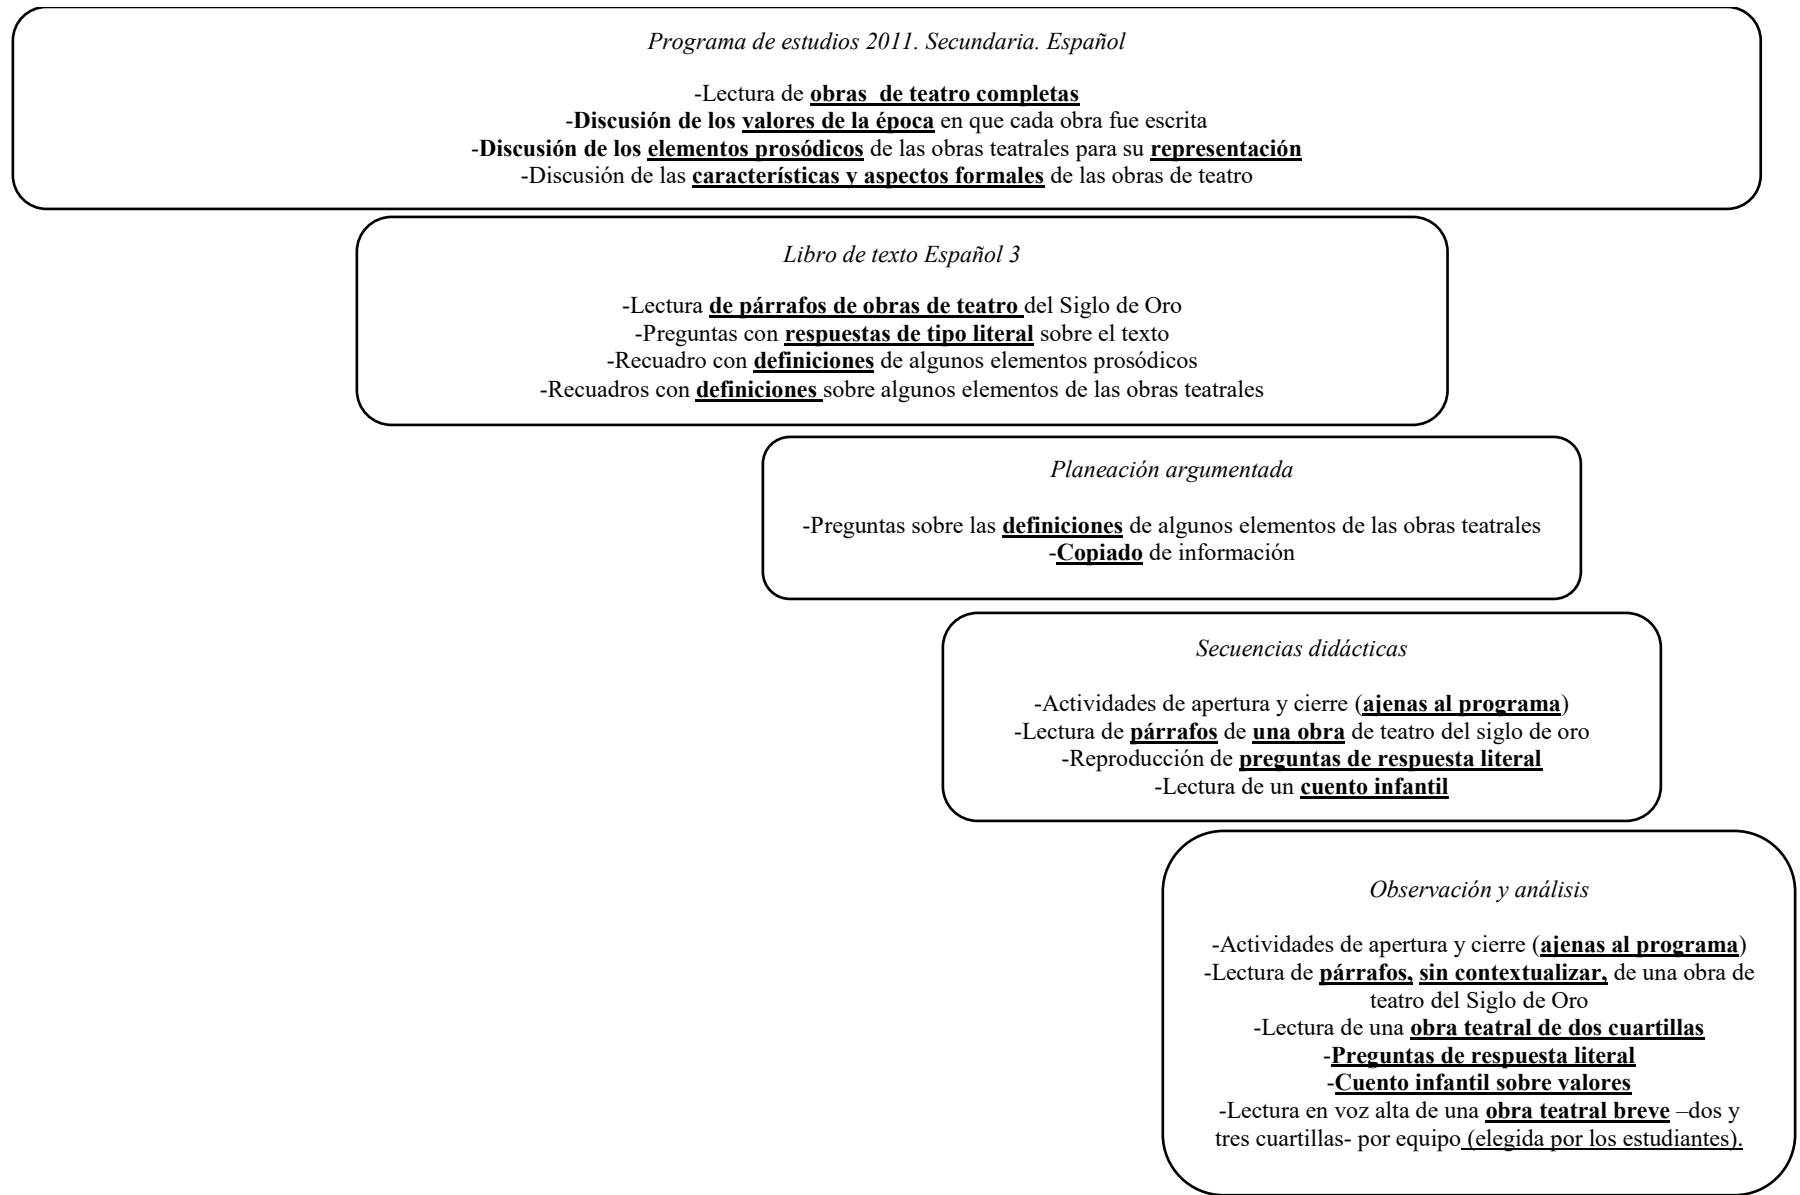 Programa de estudios 2011. Secundaria. Español
-Lectura de obras  de teatro completas
-Discusión de los valores de la época en que cada obra fue escrita
-Discusión de los elementos prosódicos de las obras teatrales para su representación
-Discusión de las características y aspectos formales de las obras de teatro
Libro de texto Español 3
-Lectura de párrafos de obras de teatro del Siglo de Oro
-Preguntas con respuestas de tipo literal sobre el texto
-Recuadro con definiciones de algunos elementos prosódicos
-Recuadros con definiciones sobre algunos elementos de las obras teatrales
Planeación argumentada
-Preguntas sobre las definiciones de algunos elementos de las obras teatrales
-Copiado de información
Secuencias didácticas
-Actividades de apertura y cierre (ajenas al programa)
-Lectura de párrafos de una obra de teatro del siglo de oro
-Reproducción de preguntas de respuesta literal
-Lectura de un cuento infantil
Observación y análisis
-Actividades de apertura y cierre (ajenas al programa)
-Lectura de párrafos, sin contextualizar, de una obra de
teatro del Siglo de Oro
-Lectura de una obra teatral de dos cuartillas
-Preguntas de respuesta literal
-Cuento infantil sobre valores
-Lectura en voz alta de una obra teatral breve –dos y
tres cuartillas- por equipo (elegida por los estudiantes).